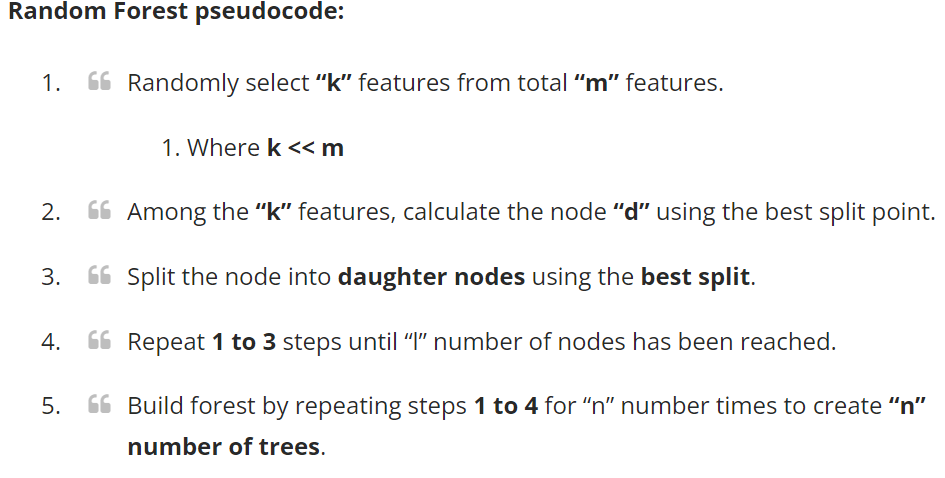 Random Forest pseudocode:
1. Randomly select “k” features from total “m” features.
1. Where k << m
2. Among the “k” features, calculate the node “d” using the best split point.
3. Split the node into daughter nodes using the best split.
4. Repeat 1 to 3 steps until “l” number of nodes has been reached.
5. Build forest by repeating steps 1 to 4 for “n” number times to create “n”
number of trees.